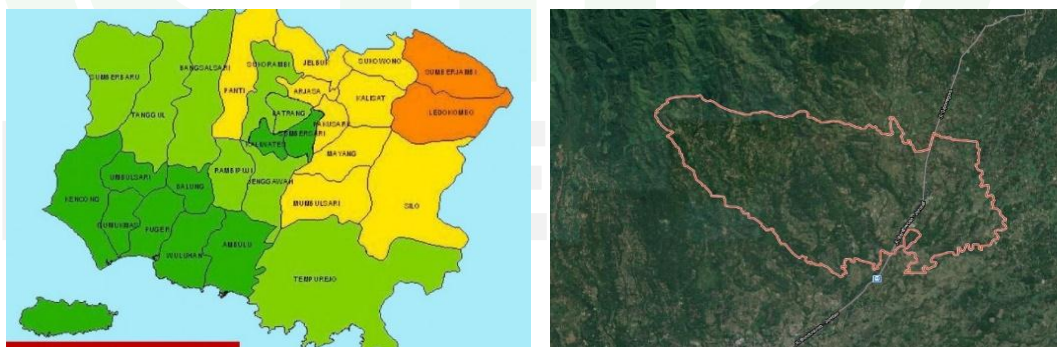 SUMBERBARU
TANGGUL
BANGSALSARI
PANTI
SUKORAMBI
JELBUK
SUKOWONO
SUMBERJAMBI
ARJASA
KALISAT
LEDOKOMBO
PATRANG
PAKUSARI
SUMBERSARI
KALIWATES
MAYANG
RAMBIPUJI
JENGGAWAH
MUMBULSARI
SILO
UMBULSARI
BALUNG
KENCONG
GUMUKMAS
PUGER
WULUHAN
AMBULU
TEMPUREJO